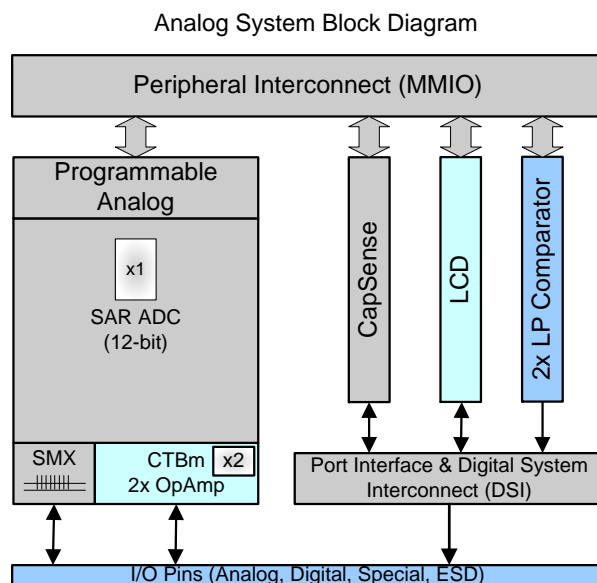 Analog System Block Diagram
Peripheral Interconnect (MMIO)
Programmable
Analog
x1
SAR ADC
(12-bit)
CapSense
LCD
2x LP Comparator
SMX
CTBm
x2
2x OpAmp
Port Interface & Digital System
Interconnect (DSI)
I/O Pins (Analog, Digital, Special, ESD)